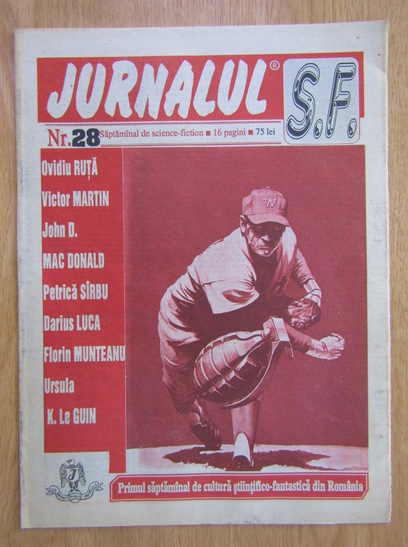 JURNALUL®
S.F.
Nr.28 Săptămînal de science-fiction ■ 16 pagini ■ 75 lei
Ovidiu RUȚĂ
Victor MARTIN
John D.
MAC DONALD
Petrică SÎRBU
Darius LUCA
Florin MUNTEANU
Ursula
K. Le GUIN
W
Primul săptămînal de cultură științifico-fantastică din România